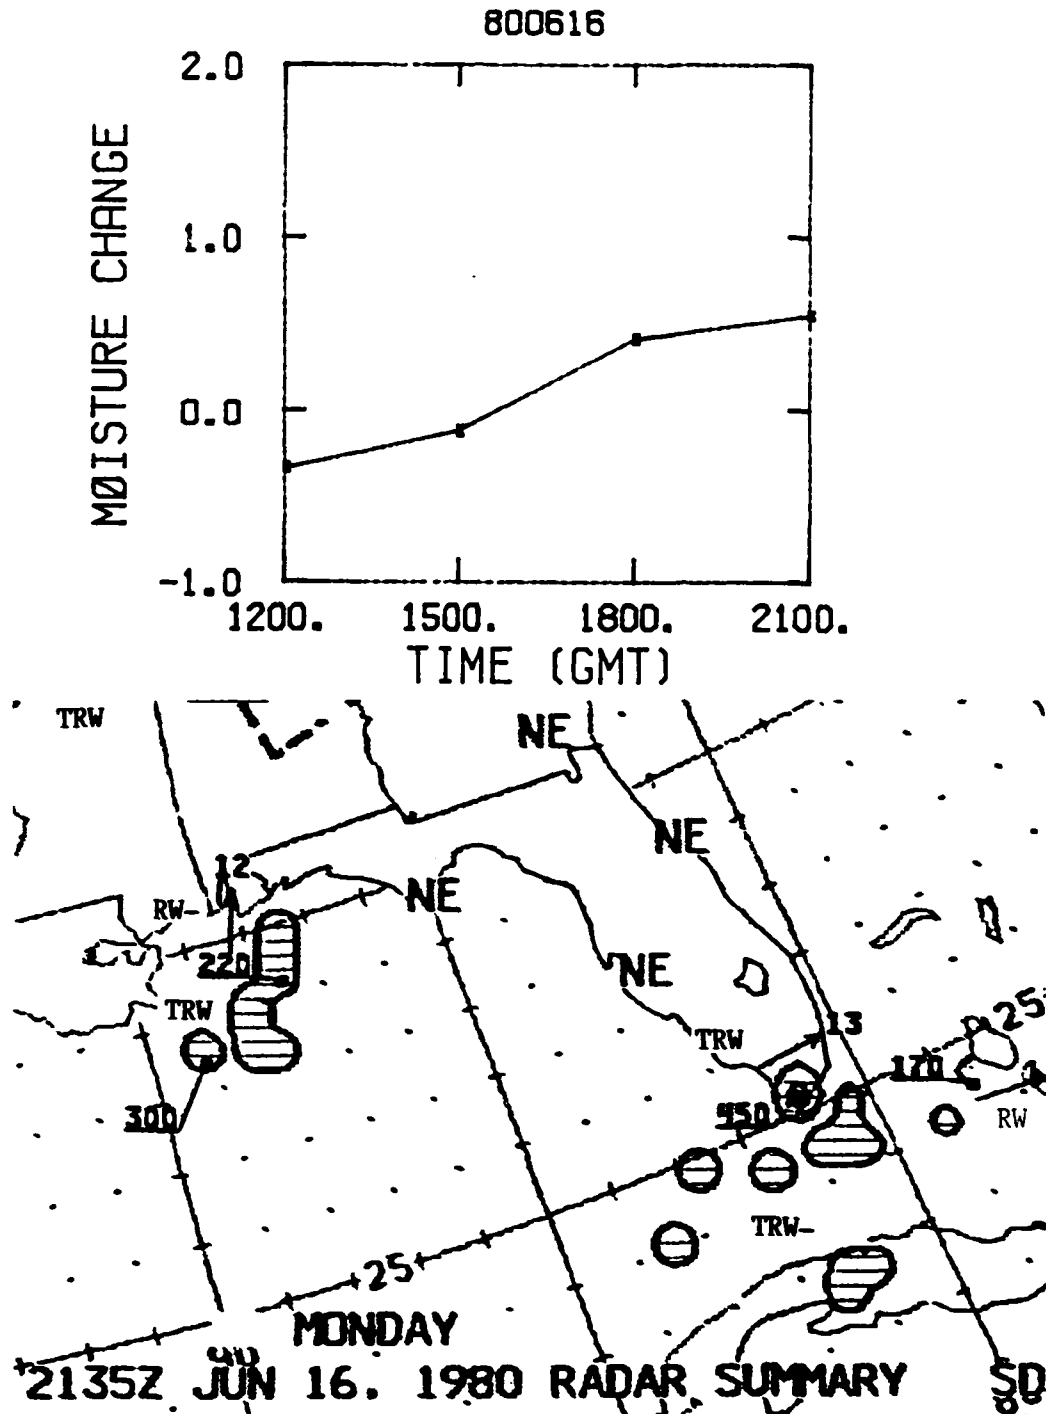 800616
2.0
1.0
0.0
-1.0
MØISTURE CHANGE
1200. 1500. 1800. 2100.
TIME (GMT)
TRW
NE
NE
12
NE
RW-
220
NE
TRW
25
13
TRW
170
300
450
RW
TRW-
25
MONDAY
90
2135Z JUN 16. 1980 RADAR SUMMARY SD